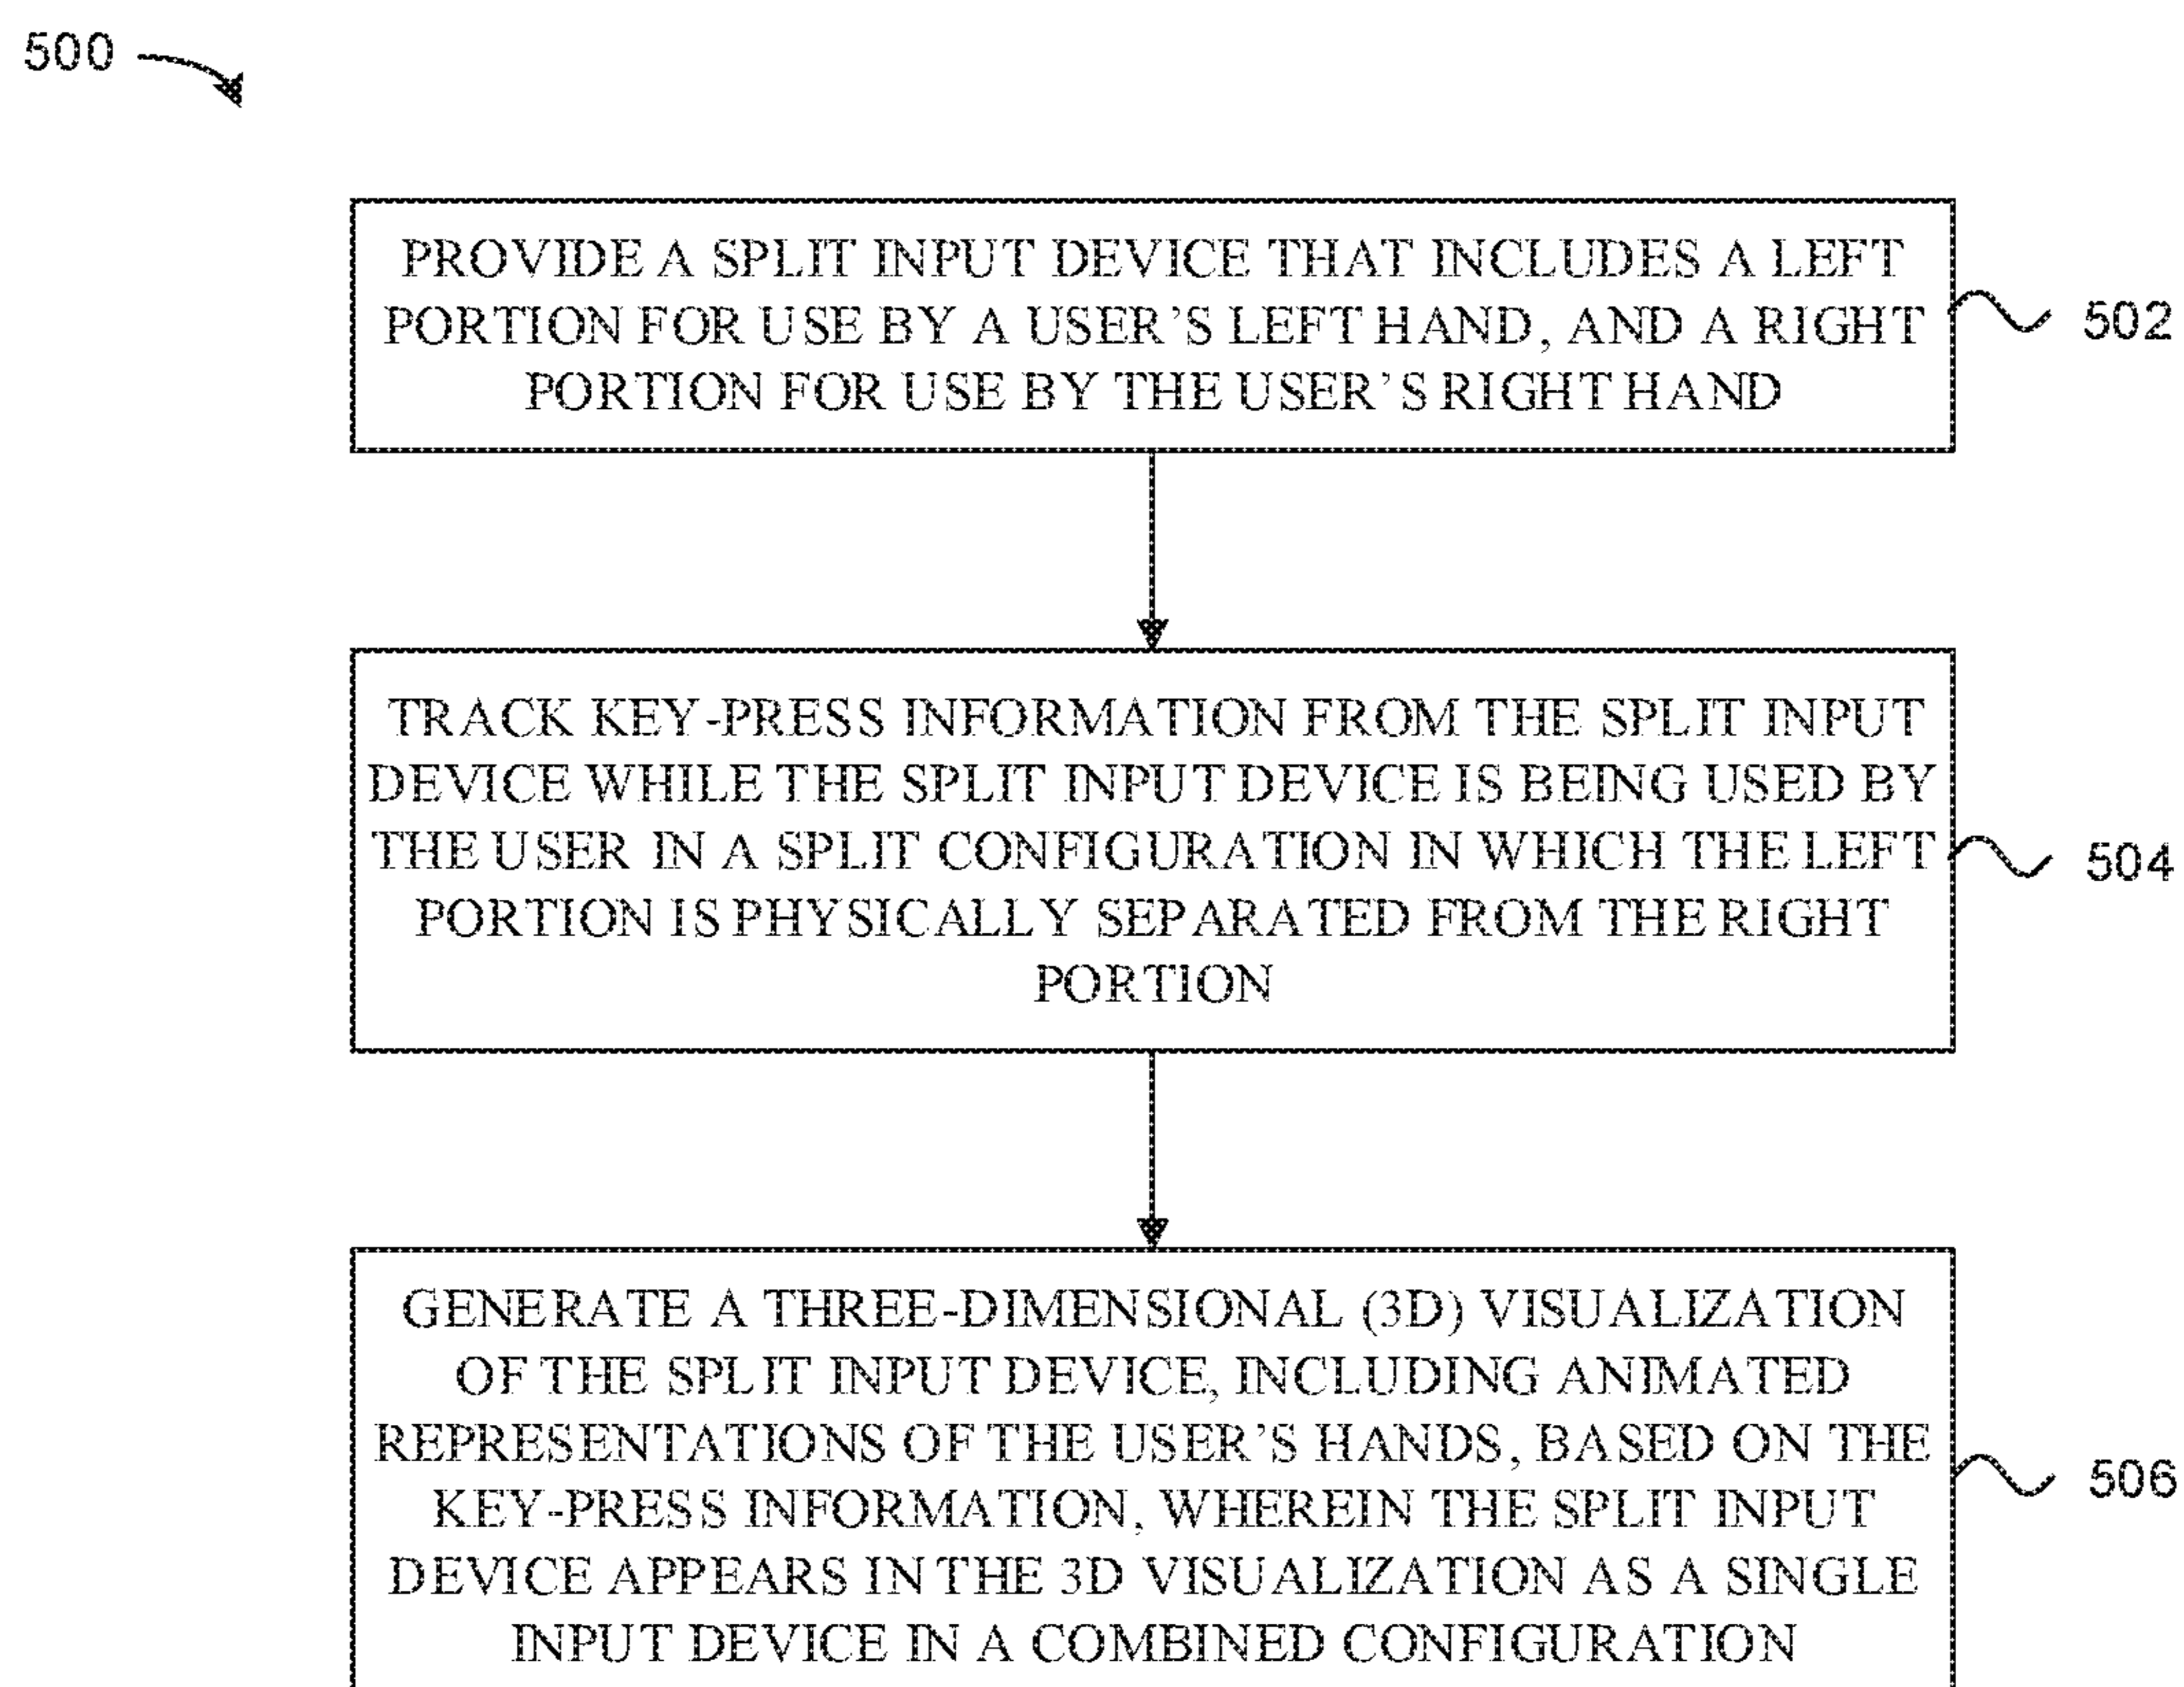 500
PROVIDE A SPLIT INPUT DEVICE THAT INCLUDES A LEFT
PORTION FOR USE BY A USER'S LEFT HAND, AND A RIGHT
PORTION FOR USE BY THE USER'S RIGHT HAND
502
TRACK KEY-PRESS INFORMATION FROM THE SPLIT INPUT
DEVICE WHILE THE SPLIT INPUT DEVICE IS BEING USED BY
THE USER IN A SPLIT CONFIGURATION IN WHICH THE LEFT
PORTION IS PHYSICALLY SEPARATED FROM THE RIGHT
PORTION
504
GENERATE A THREE-DIMENSIONAL (3D) VISUALIZATION
OF THE SPLIT INPUT DEVICE, INCLUDING ANIMATED
REPRESENTATIONS OF THE USER'S HANDS, BASED ON THE
KEY-PRESS INFORMATION, WHEREIN THE SPLIT INPUT
DEVICE APPEARS IN THE 3D VISUALIZATION AS A SINGLE
INPUT DEVICE IN A COMBINED CONFIGURATION
506